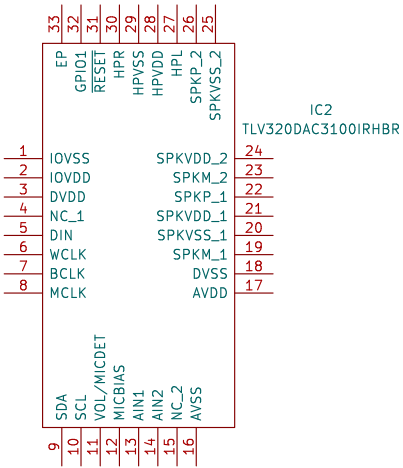 33 32 31 30 29 28 27 26 25
EP GPIO1 RESET HPR HPVSS HPVDD HPL SPKP_2 SPKVSS_2
IC2
TLV320DAC3100IRHBR
1 IOVSS SPKVDD_2 24
2 IOVDD SPKM_2 23
3 DVDD SPKP_1 22
4 NC_1 SPKVDD_1 21
5 DIN SPKVSS_1 20
6 WCLK SPKM_1 19
7 BCLK DVSS 18
8 MCLK AVDD 17
SDA SCL VOL/MICDET MICBIAS AIN1 AIN2 NC_2 AVSS
9 10 11 12 13 14 15 16